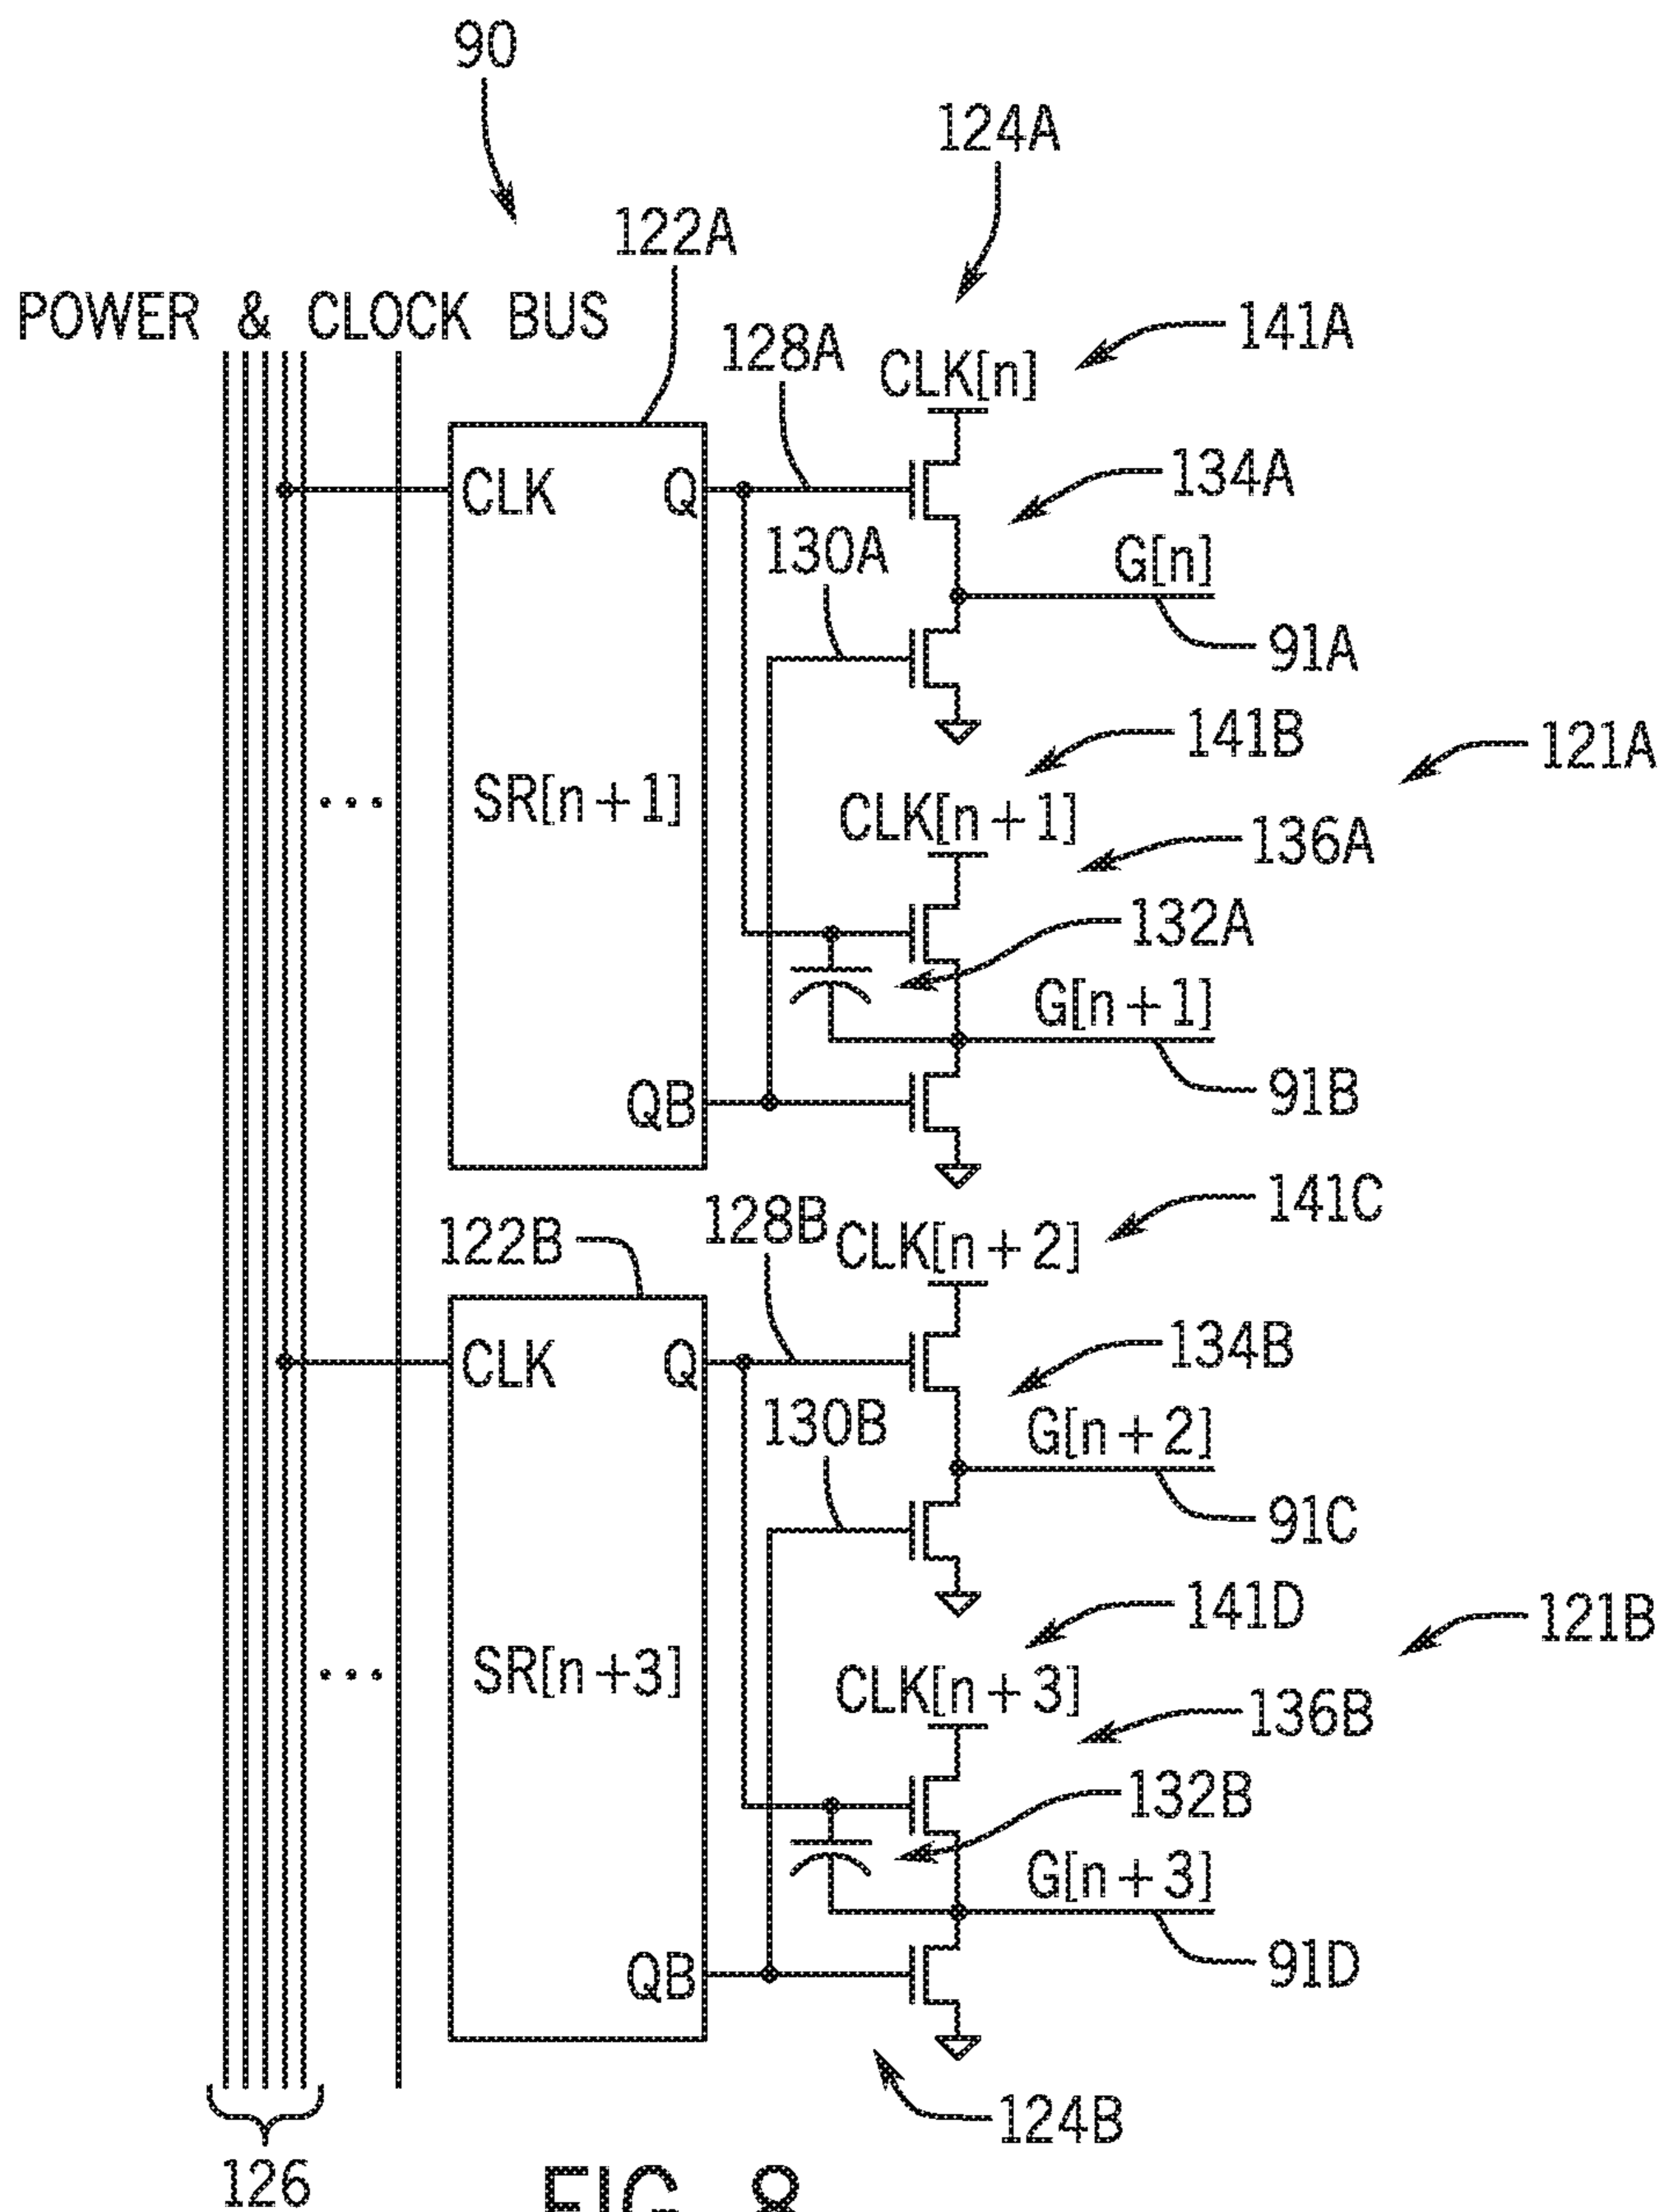 90
124A
122A
POWER & CLOCK BUS
141A
128A
CLK[n]
134A
CLK
Q
130A
G[n]
91A
141B
121A
SR[n+1]
...
CLK[n+1]
136A
132A
G[n+1]
QB
91B
141C
128B
122B
CLK[n+2]
134B
CLK
Q
130B
G[n+2]
91C
141D
121B
SR[n+3]
...
CLK[n+3]
136B
132B
G[n+3]
QB
91D
124B
126
FIG. 8